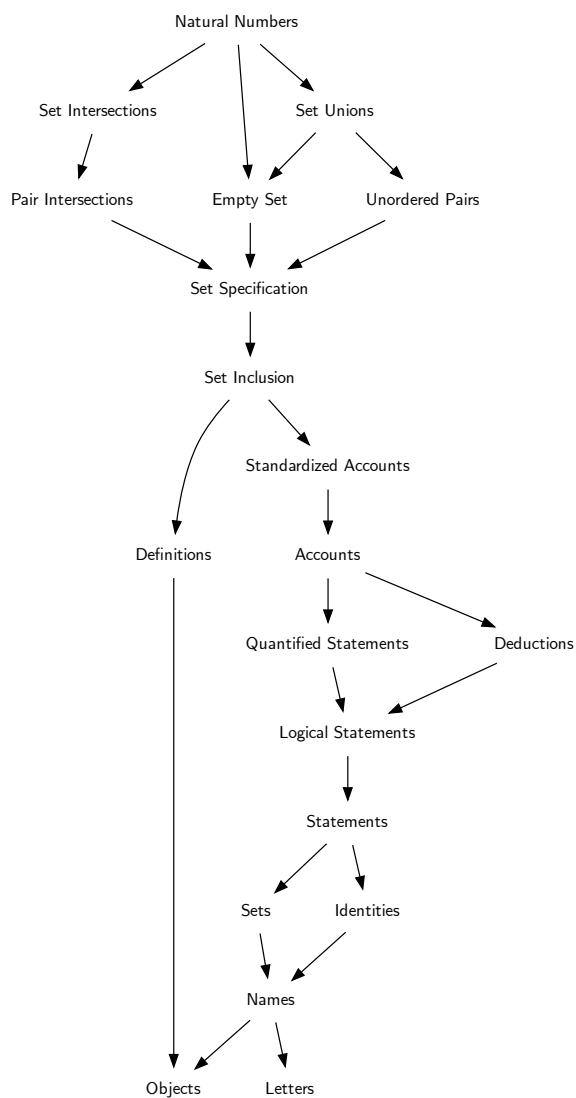 Natural Numbers
Set Intersections
Set Unions
Pair Intersections
Empty Set
Unordered Pairs
Set Specification
Set Inclusion
Standardized Accounts
Definitions
Accounts
Quantified Statements
Deductions
Logical Statements
Statements
Sets
Identities
Names
Objects
Letters